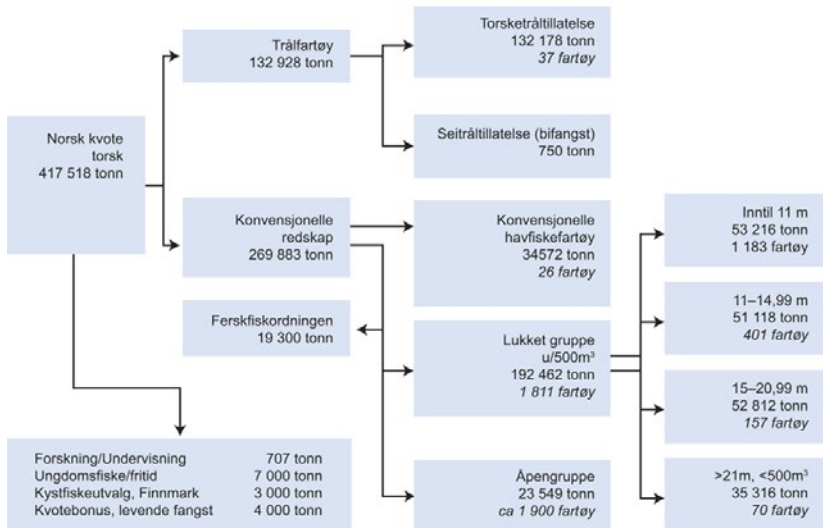 Norsk kvote
torsk
417 518 tonn
Trålfartøy
132 928 tonn
Torsketråltillatelse
132 178 tonn
37 fartøy
Seitråltillatelse (bifangst)
750 tonn
Konvensjonelle
redskap
269 883 tonn
Konvensjonelle
havfiskefartøy
34572 tonn
26 fartøy
Ferskfiskordningen
19 300 tonn
Lukket gruppe
u/500m³
192 462 tonn
1 811 fartøy
Åpengruppe
23 549 tonn
ca 1 900 fartøy
Inntil 11 m
53 216 tonn
1 183 fartøy
11–14,99 m
51 118 tonn
401 fartøy
15–20,99 m
52 812 tonn
157 fartøy
>21m, <500m³
35 316 tonn
70 fartøy
Forskning/Undervisning 707 tonn
Ungdomsfiske/fritid 7 000 tonn
Kystfiskeutvalg, Finnmark 3 000 tonn
Kvotebonus, levende fangst 4 000 tonn